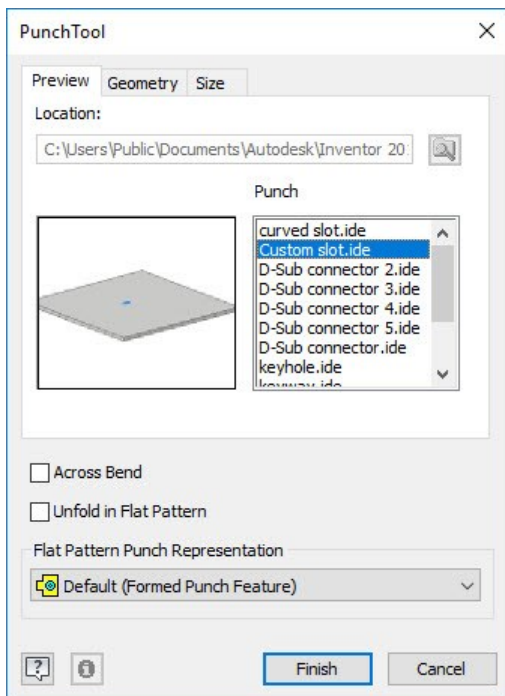 PunchTool
Preview Geometry Size
Location:
C:\Users\Public\Documents\Autodesk\Inventor 20
Punch
curved slot.ide
Custom slot.ide
D-Sub connector 2.ide
D-Sub connector 3.ide
D-Sub connector 4.ide
D-Sub connector 5.ide
D-Sub connector.ide
keyhole.ide
keyway.ide
Across Bend
Unfold in Flat Pattern
Flat Pattern Punch Representation
Default (Formed Punch Feature)
Finish Cancel